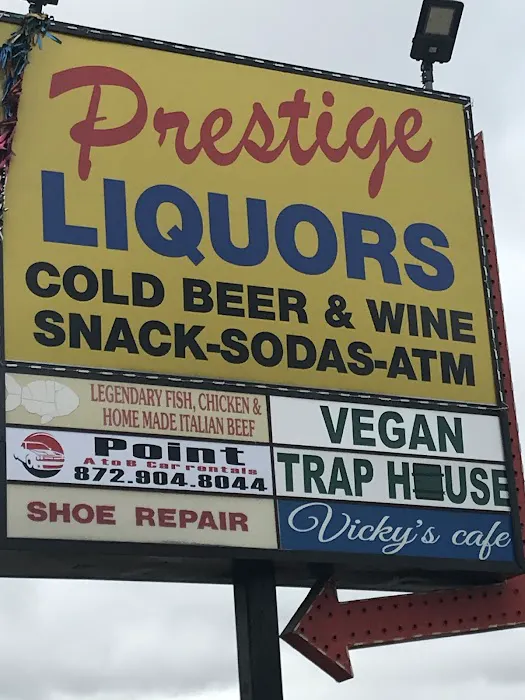 Prestige
LIQUORS
COLD BEER & WINE
SNACK-SODAS-ATM
LEGENDARY FISH, CHICKEN &
HOME MADE ITALIAN BEEF
Point
A to B Car rentals
872.904.8044
SHOE REPAIR
VEGAN
TRAP HOUSE
Vicky's cafe